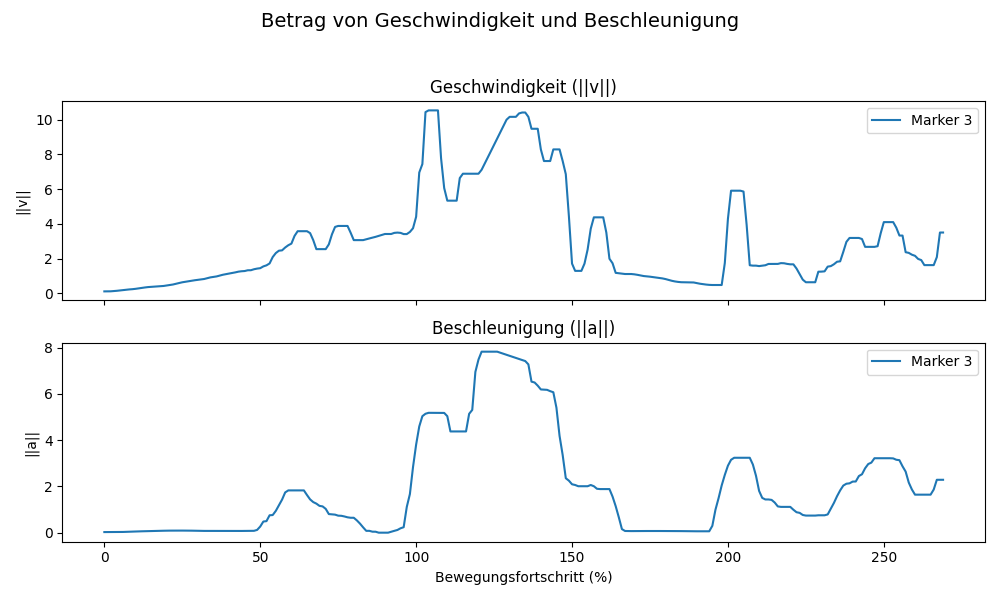 Betrag von Geschwindigkeit und Beschleunigung
Geschwindigkeit (||v||)
10
8
6
4
2
0
||v||
Marker 3
Beschleunigung (||a||)
8
6
4
2
0
||a||
Marker 3
0 50 100 150 200 250
Bewegungsfortschritt (%)